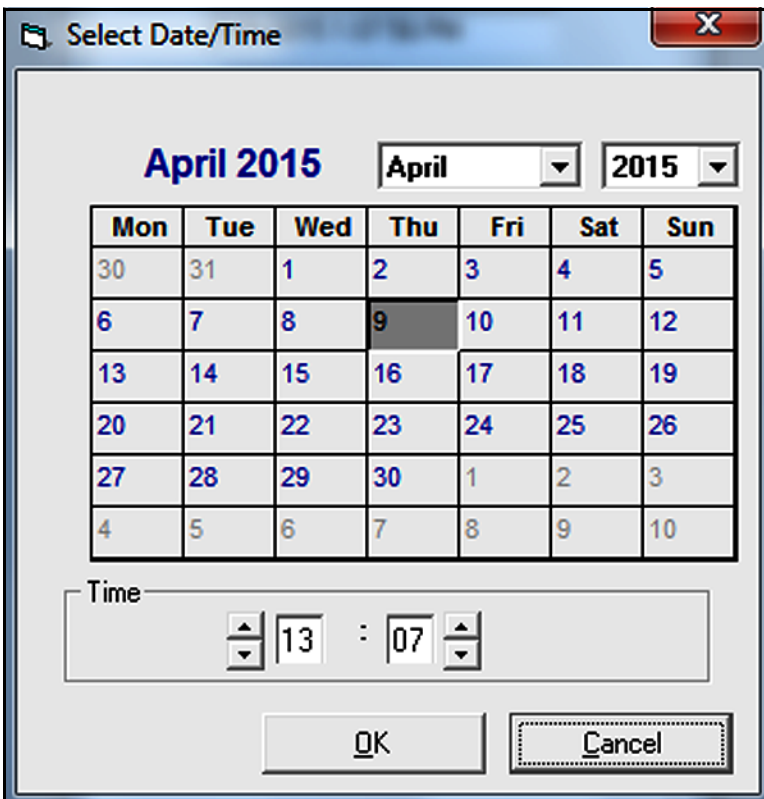 Select Date/Time
April 2015 April 2015
Mon Tue Wed Thu Fri Sat Sun
30 31 1 2 3 4 5
6 7 8 9 10 11 12
13 14 15 16 17 18 19
20 21 22 23 24 25 26
27 28 29 30 1 2 3
4 5 6 7 8 9 10
Time
13 : 07
OK Cancel